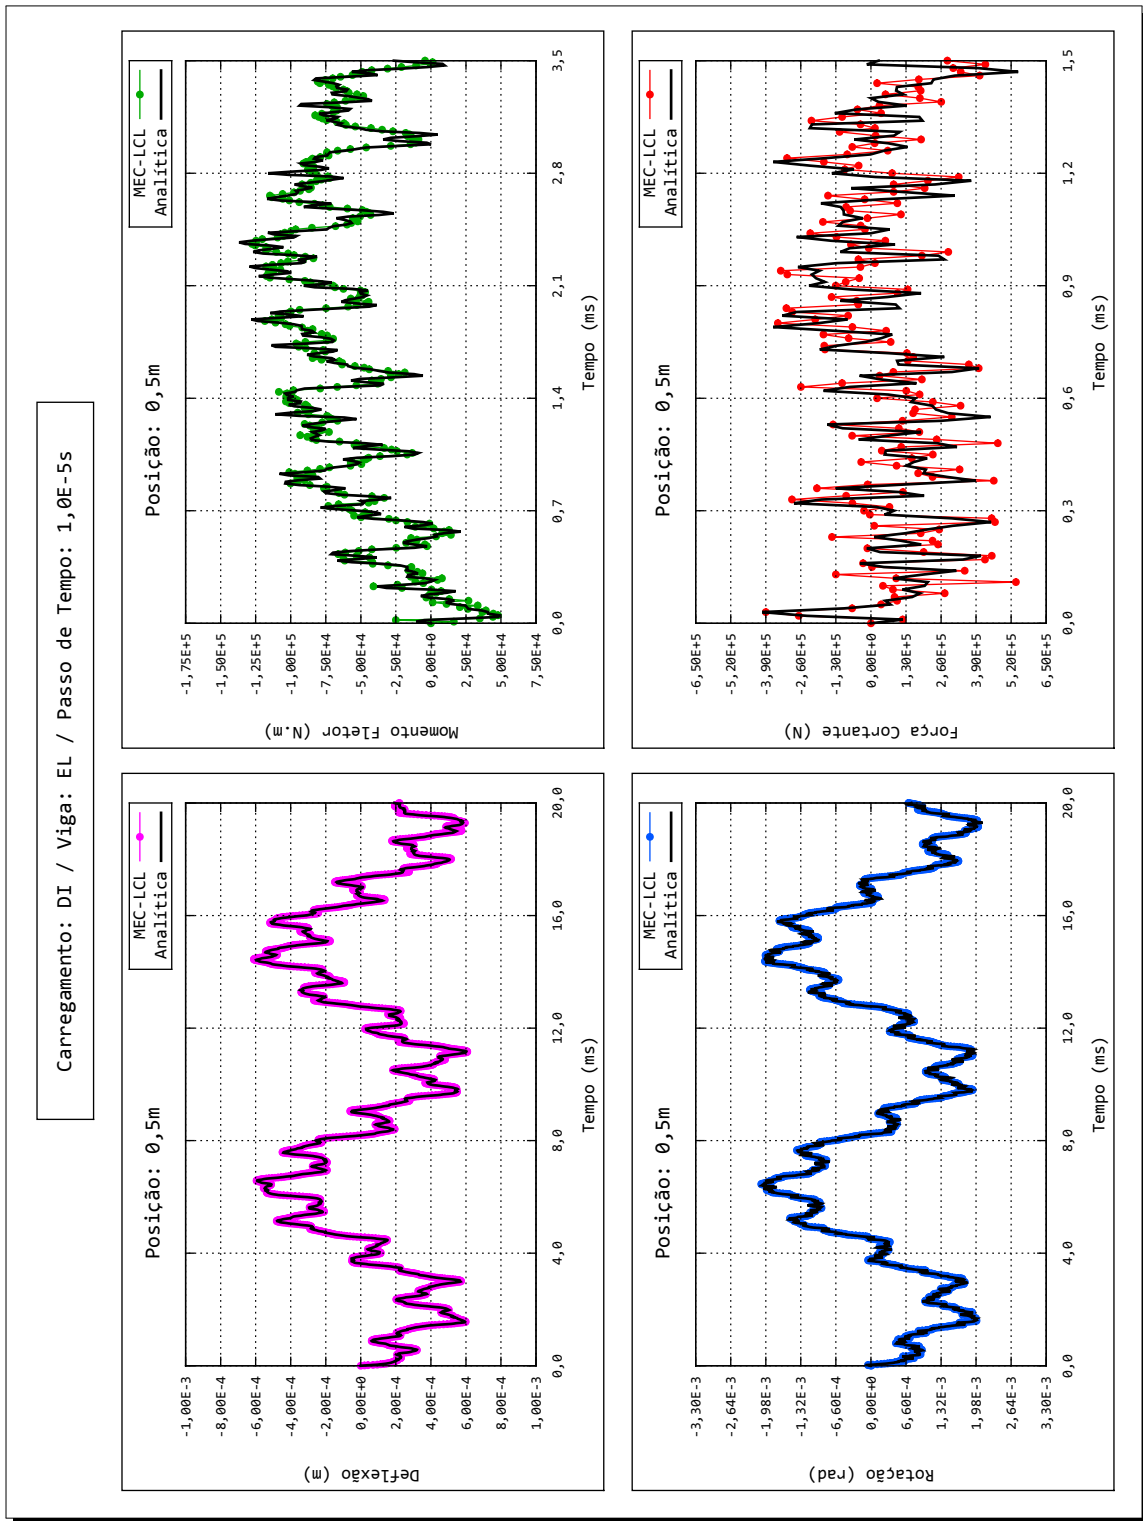 Carregamento: DI / Viga: EL / Passo de Tempo: 1,0E-5s
Posição: 0,5m
MEC-LCL
Analítica
Deflexão (m)
-1,00E-3
-8,00E-4
-6,00E-4
-4,00E-4
-2,00E-4
0,00E+0
2,00E-4
4,00E-4
6,00E-4
8,00E-4
1,00E-3
0,0 4,0 8,0 12,0 16,0 20,0
Tempo (ms)
Posição: 0,5m
MEC-LCL
Analítica
Momento Fletor (N.m)
-1,75E+5
-1,50E+5
-1,25E+5
-1,00E+5
-7,50E+4
-5,00E+4
-2,50E+4
0,00E+0
2,50E+4
5,00E+4
7,50E+4
0,0 0,7 1,4 2,1 2,8 3,5
Tempo (ms)
Posição: 0,5m
MEC-LCL
Analítica
Rotação (rad)
-3,30E-3
-2,64E-3
-1,98E-3
-1,32E-3
-6,60E-4
0,00E+0
6,60E-4
1,32E-3
1,98E-3
2,64E-3
3,30E-3
0,0 4,0 8,0 12,0 16,0 20,0
Tempo (ms)
Posição: 0,5m
MEC-LCL
Analítica
Força Cortante (N)
-6,50E+5
-5,20E+5
-3,90E+5
-2,60E+5
-1,30E+5
0,00E+0
1,30E+5
2,60E+5
3,90E+5
5,20E+5
6,50E+5
0,0 0,3 0,6 0,9 1,2 1,5
Tempo (ms)